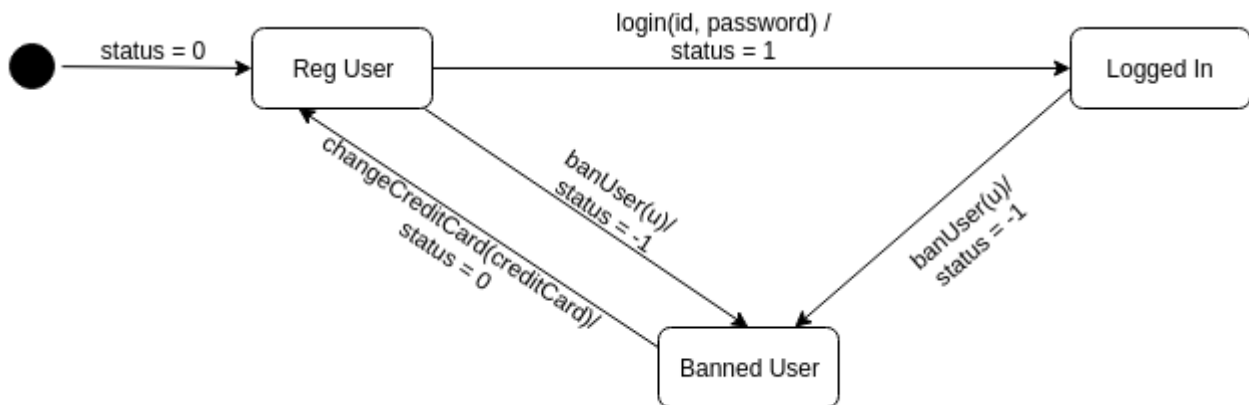 login(id, password) /
status = 0
status = 1
Reg User
Logged In
changeCreditCard(creditCard)/
status = 0
banUser(u)/
status = -1
banUser(u)/
status = -1
Banned User